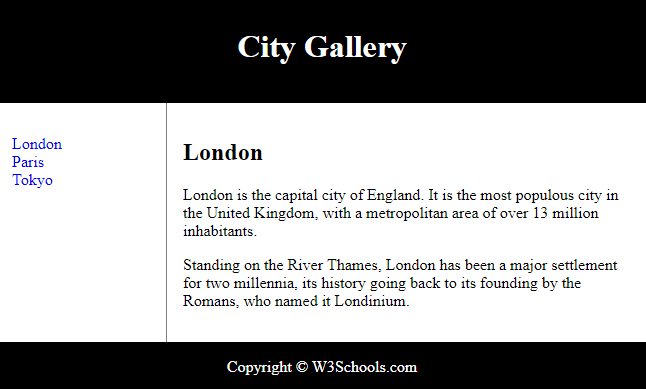 City Gallery
London
Paris
Tokyo
London
London is the capital city of England. It is the most populous city in
the United Kingdom, with a metropolitan area of over 13 million
inhabitants.
Standing on the River Thames, London has been a major settlement
for two millennia, its history going back to its founding by the
Romans, who named it Londinium.
Copyright © W3Schools.com